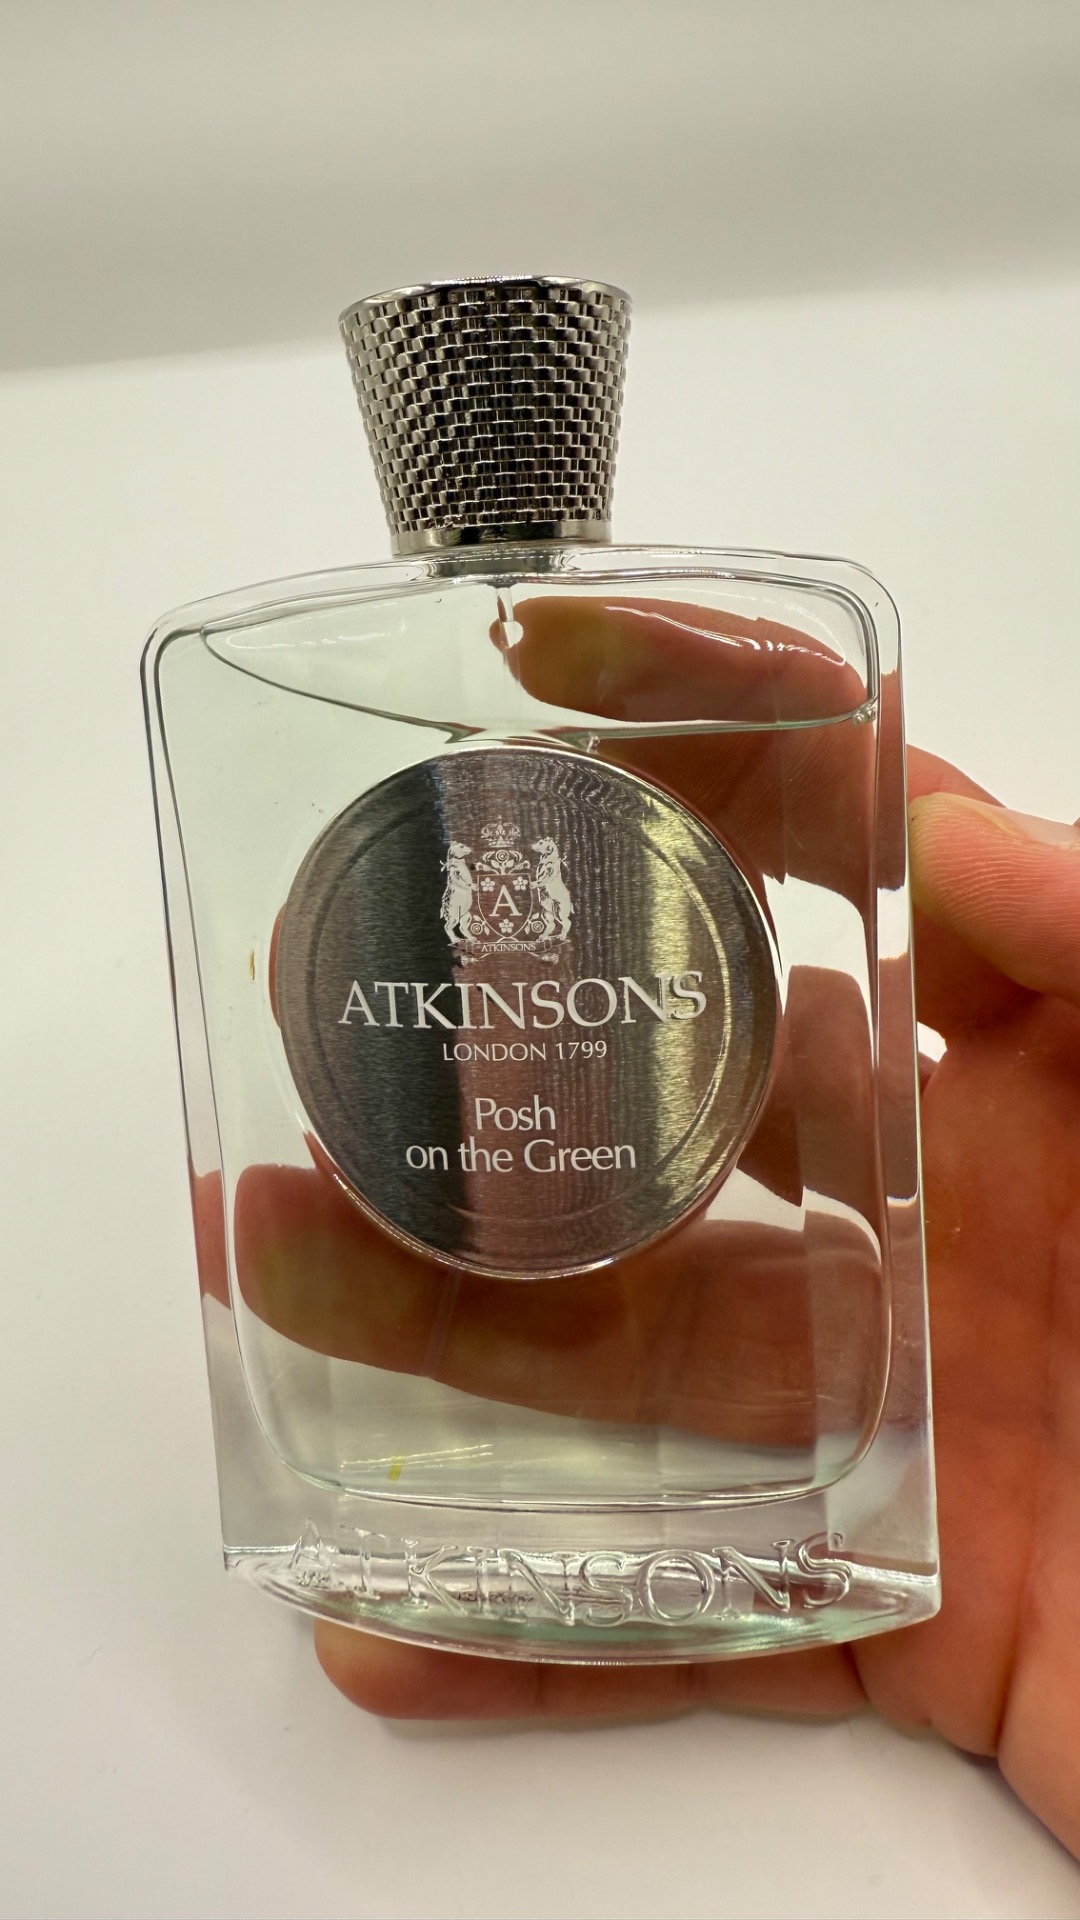 A
ATKINSONS
ATKINSONS
LONDON 1799
Posh
on the Green
ATKINSONS